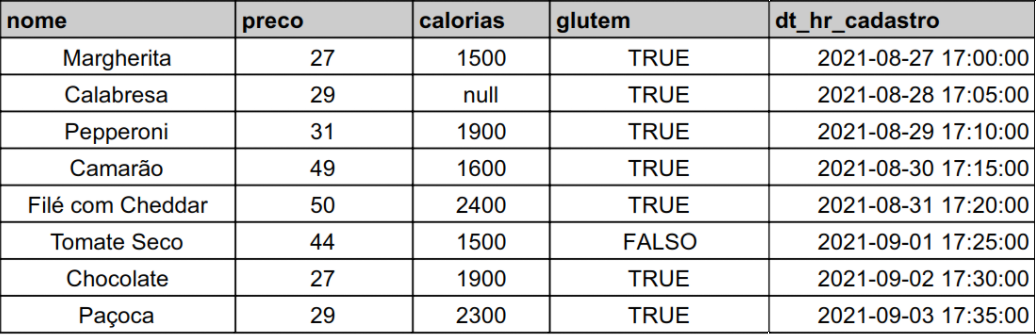 nome preco calorias glutem dt_hr_cadastro
Margherita 27 1500 TRUE 2021-08-27 17:00:00
Calabresa 29 null TRUE 2021-08-28 17:05:00
Pepperoni 31 1900 TRUE 2021-08-29 17:10:00
Camarão 49 1600 TRUE 2021-08-30 17:15:00
Filé com Cheddar 50 2400 TRUE 2021-08-31 17:20:00
Tomate Seco 44 1500 FALSO 2021-09-01 17:25:00
Chocolate 27 1900 TRUE 2021-09-02 17:30:00
Paçoca 29 2300 TRUE 2021-09-03 17:35:00